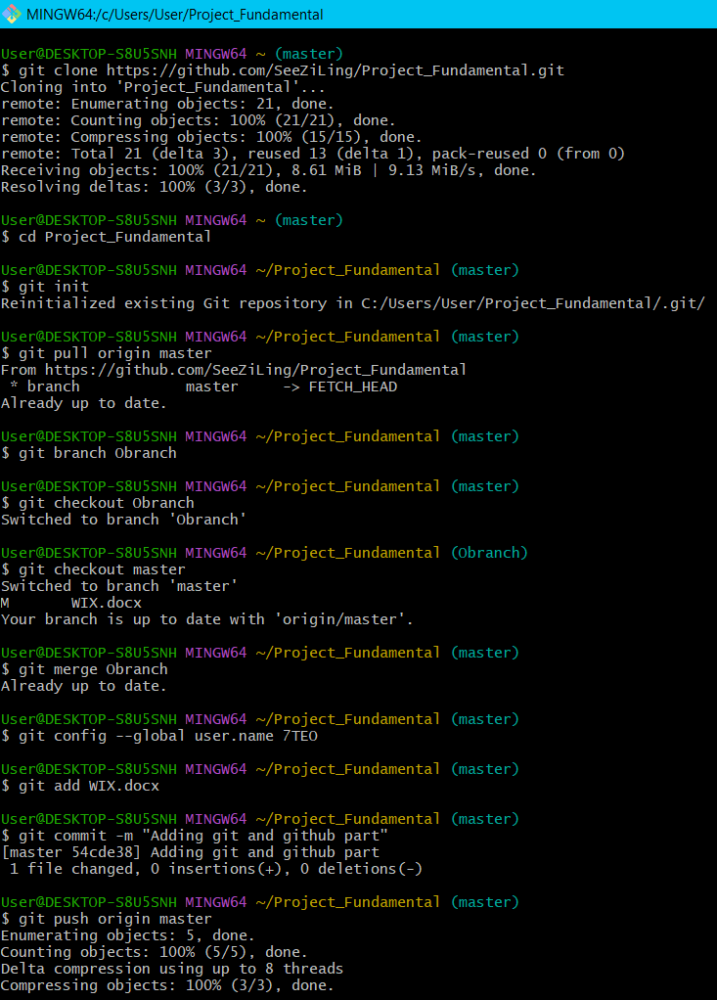 MINGW64:/c/Users/User/Project_Fundamental
User@DESKTOP-S8U5SNH MINGW64 ~ (master)
$ git clone https://github.com/SeeZiLing/Project_Fundamental.git
Cloning into 'Project_Fundamental'...
remote: Enumerating objects: 21, done.
remote: Counting objects: 100% (21/21), done.
remote: Compressing objects: 100% (15/15), done.
remote: Total 21 (delta 3), reused 13 (delta 1), pack-reused 0 (from 0)
Receiving objects: 100% (21/21), 8.61 MiB | 9.13 MiB/s, done.
Resolving deltas: 100% (3/3), done.
User@DESKTOP-S8U5SNH MINGW64 ~ (master)
$ cd Project_Fundamental
User@DESKTOP-S8U5SNH MINGW64 ~/Project_Fundamental (master)
$ git init
Reinitialized existing Git repository in C:/Users/User/Project_Fundamental/.git/
User@DESKTOP-S8U5SNH MINGW64 ~/Project_Fundamental (master)
$ git pull origin master
From https://github.com/SeeZiLing/Project_Fundamental
 * branch            master     -> FETCH_HEAD
Already up to date.
User@DESKTOP-S8U5SNH MINGW64 ~/Project_Fundamental (master)
$ git branch Obranch
User@DESKTOP-S8U5SNH MINGW64 ~/Project_Fundamental (master)
$ git checkout Obranch
Switched to branch 'Obranch'
User@DESKTOP-S8U5SNH MINGW64 ~/Project_Fundamental (Obranch)
$ git checkout master
Switched to branch 'master'
M       WIX.docx
Your branch is up to date with 'origin/master'.
User@DESKTOP-S8U5SNH MINGW64 ~/Project_Fundamental (master)
$ git merge Obranch
Already up to date.
User@DESKTOP-S8U5SNH MINGW64 ~/Project_Fundamental (master)
$ git config --global user.name 7TEO
User@DESKTOP-S8U5SNH MINGW64 ~/Project_Fundamental (master)
$ git add WIX.docx
User@DESKTOP-S8U5SNH MINGW64 ~/Project_Fundamental (master)
$ git commit -m "Adding git and github part"
[master 54cde38] Adding git and github part
 1 file changed, 0 insertions(+), 0 deletions(-)
User@DESKTOP-S8U5SNH MINGW64 ~/Project_Fundamental (master)
$ git push origin master
Enumerating objects: 5, done.
Counting objects: 100% (5/5), done.
Delta compression using up to 8 threads
Compressing objects: 100% (3/3), done.